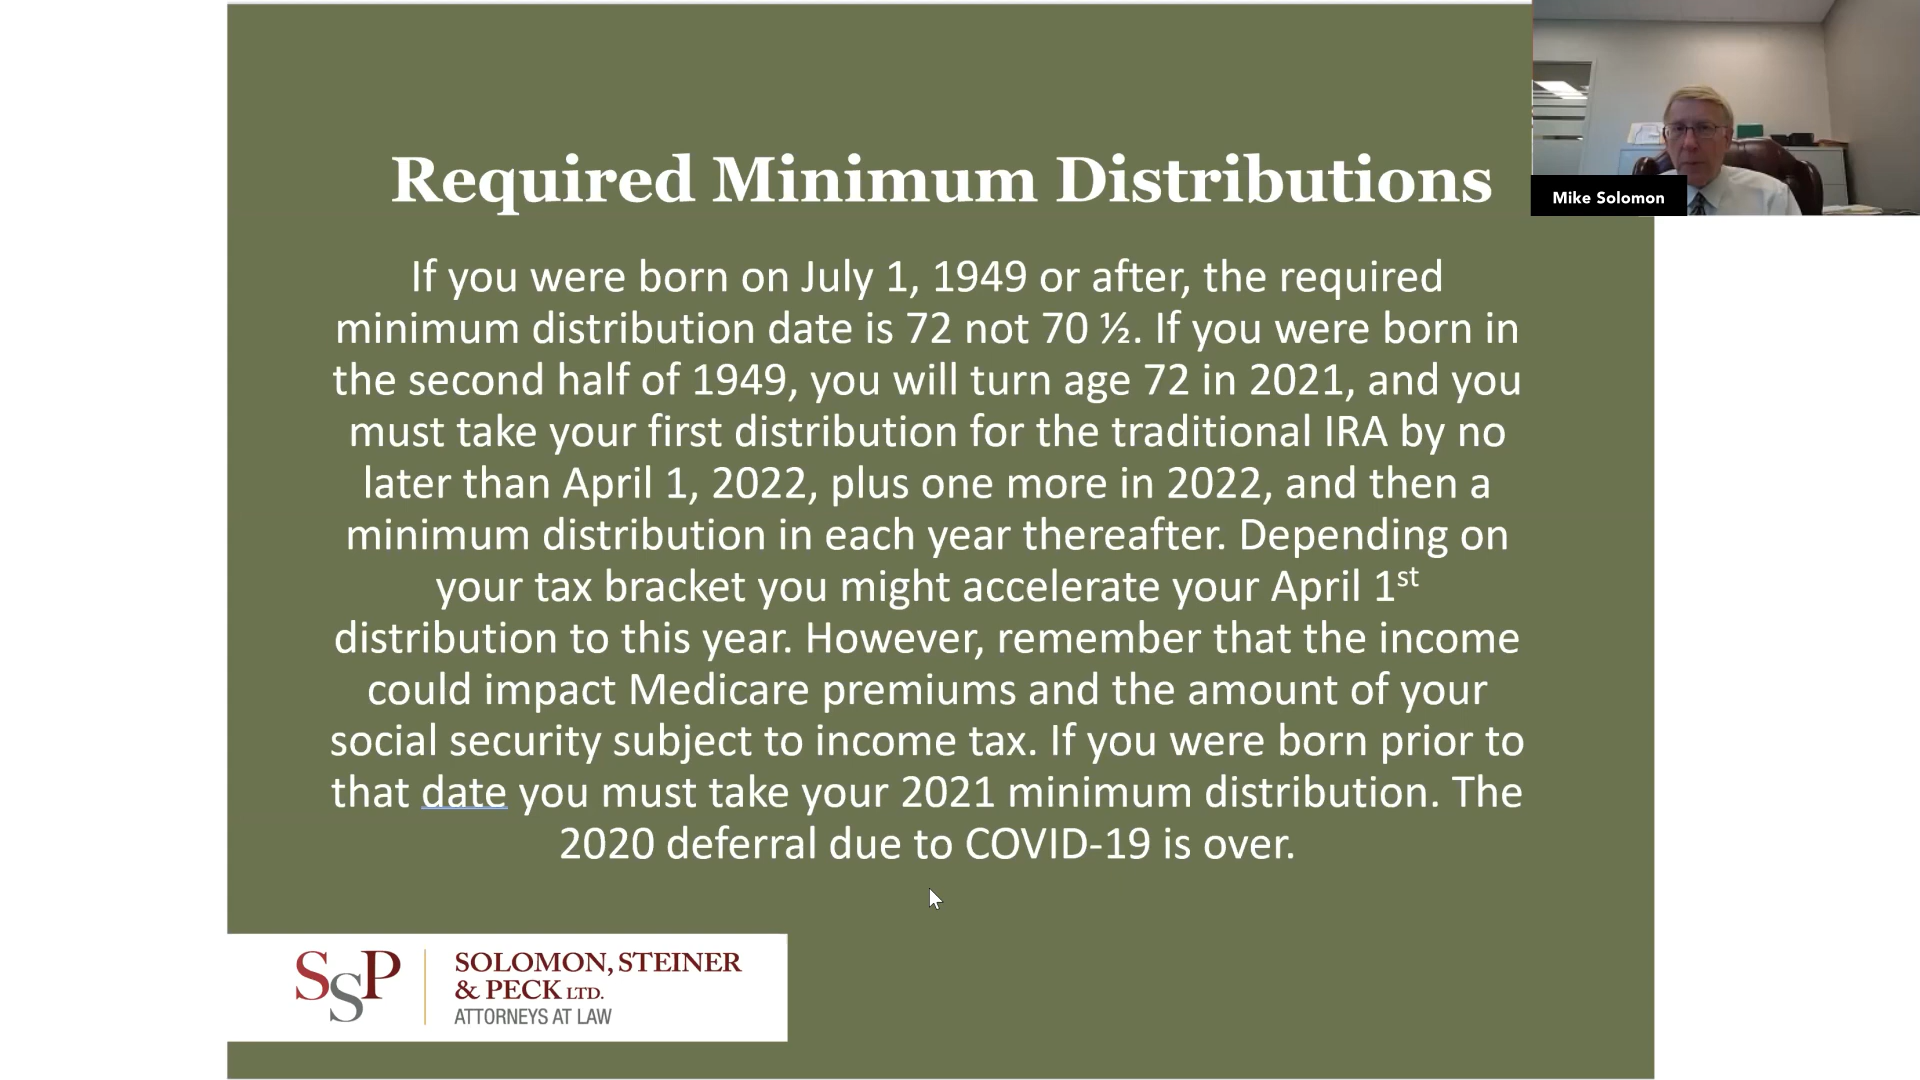 Required Minimum Distributions
If you were born on July 1, 1949 or after, the required
minimum distribution date is 72 not 70 ½. If you were born in
the second half of 1949, you will turn age 72 in 2021, and you
must take your first distribution for the traditional IRA by no
later than April 1, 2022, plus one more in 2022, and then a
minimum distribution in each year thereafter. Depending on
your tax bracket you might accelerate your April 1st
distribution to this year. However, remember that the income
could impact Medicare premiums and the amount of your
social security subject to income tax. If you were born prior to
that date you must take your 2021 minimum distribution. The
2020 deferral due to COVID-19 is over.
Mike Solomon
SSP
SOLOMON, STEINER
& PECK LTD.
ATTORNEYS AT LAW